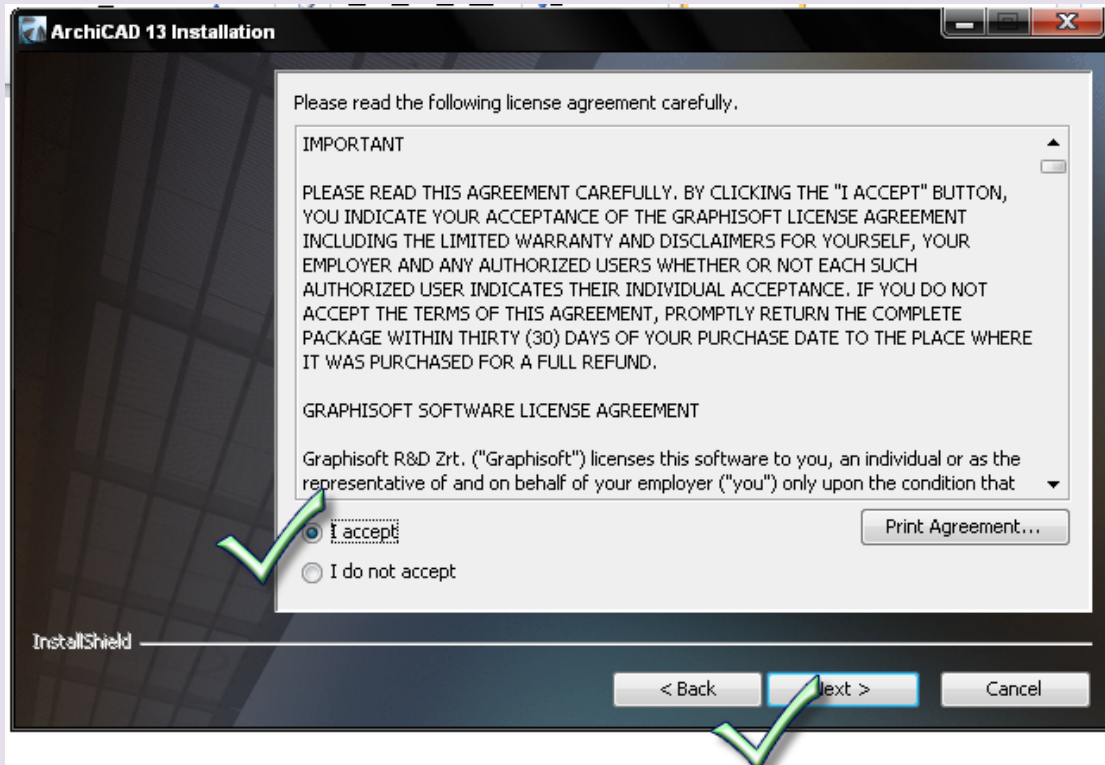 ArchiCAD 13 Installation
Please read the following license agreement carefully.
IMPORTANT
PLEASE READ THIS AGREEMENT CAREFULLY. BY CLICKING THE "I ACCEPT" BUTTON,
YOU INDICATE YOUR ACCEPTANCE OF THE GRAPHISOFT LICENSE AGREEMENT
INCLUDING THE LIMITED WARRANTY AND DISCLAIMERS FOR YOURSELF, YOUR
EMPLOYER AND ANY AUTHORIZED USERS WHETHER OR NOT EACH SUCH
AUTHORIZED USER INDICATES THEIR INDIVIDUAL ACCEPTANCE. IF YOU DO NOT
ACCEPT THE TERMS OF THIS AGREEMENT, PROMPTLY RETURN THE COMPLETE
PACKAGE WITHIN THIRTY (30) DAYS OF YOUR PURCHASE DATE TO THE PLACE WHERE
IT WAS PURCHASED FOR A FULL REFUND.
GRAPHISOFT SOFTWARE LICENSE AGREEMENT
Graphisoft R&D Zrt. ("Graphisoft") licenses this software to you, an individual or as the
representative of and on behalf of your employer ("you") only upon the condition that
I accept
Print Agreement...
I do not accept
InstallShield
< Back
Next >
Cancel